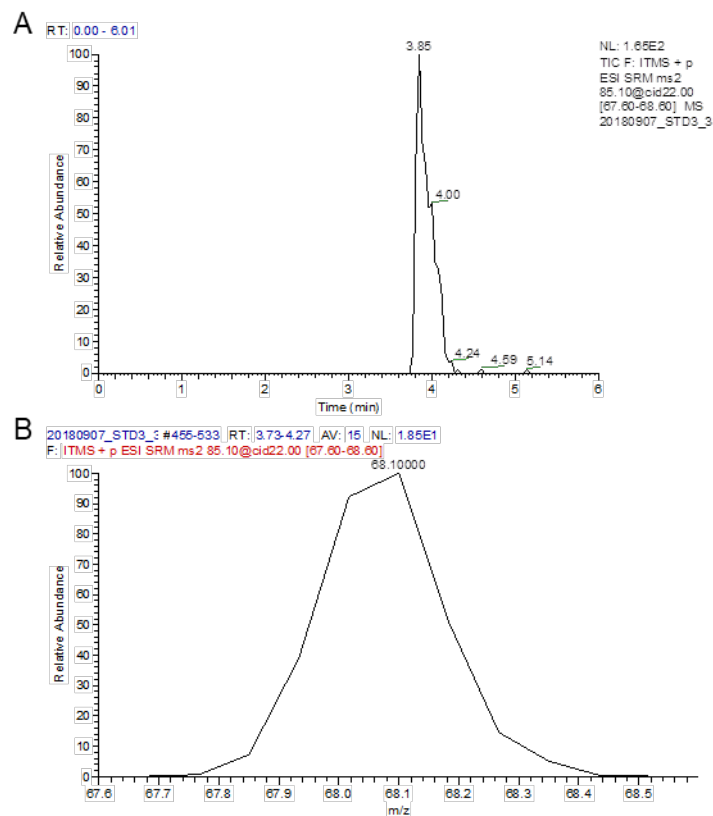 A
RT: 0.00 - 6.01
NL: 1.65E2
TIC F: ITMS + p
ESI SRM ms2
85.10@cid22.00
[67.60-68.60] MS
20180907_STD3_3
3.85
4.00
4.24
4.59
5.14
100
90
80
70
60
50
40
30
20
10
0
Relative Abundance
0 1 2 3 4 5 6
Time (min)
B
20180907_STD3_3 #455-533 RT: 3.73-4.27 AV: 15 NL: 1.85E1
F: ITMS + p ESI SRM ms2 85.10@cid22.00 [67.60-68.60]
68.10000
100
90
80
70
60
50
40
30
20
10
0
Relative Abundance
67.6 67.7 67.8 67.9 68.0 68.1 68.2 68.3 68.4 68.5
m/z